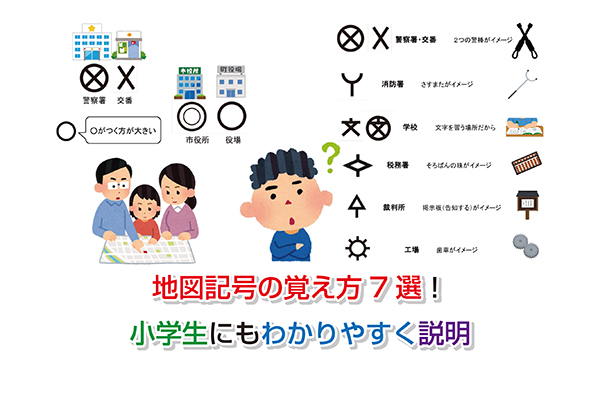 警察署
交番
〇がつく方が大きい
市役所
町役場
市役所
役場
?
警察署・交番 2つの警棒がイメージ
消防署 さすまたがイメージ
文 文 学校 文字を習う場所だから
税務署 そろばんの珠がイメージ
裁判所 掲示板(告知する)がイメージ
工場 歯車がイメージ
地図記号の覚え方7選！
小学生にもわかりやすく説明